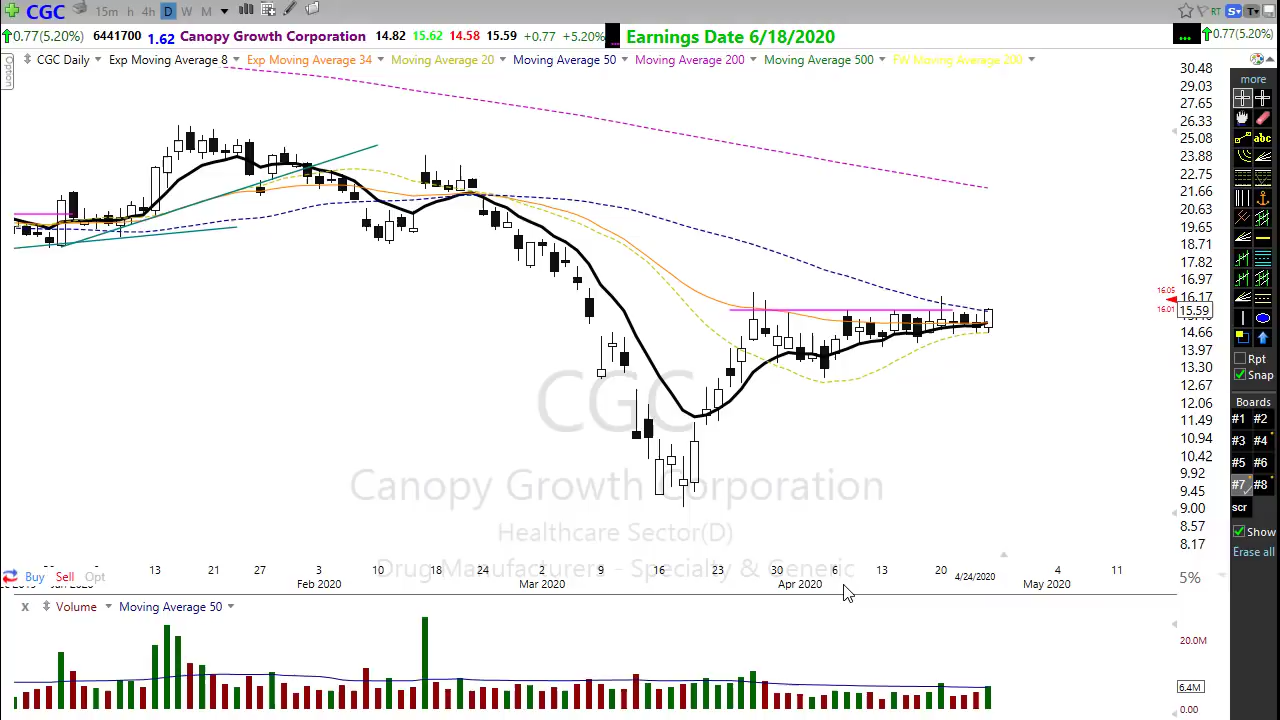 CGC 15m h 4h D W M RT S T
0.77(5.20%) 6441700 1.62 Canopy Growth Corporation 14.82 15.62 14.58 15.59 +0.77 +5.20% ... Earnings Date 6/18/2020 ... 0.77(5.20%)
Option
CGC Daily Exp Moving Average 8 Exp Moving Average 34 Moving Average 20 Moving Average 50 Moving Average 200 Moving Average 500 FW Moving Average 200
more
abc
30.48
29.03
27.65
26.33
25.08
23.88
22.75
21.66
20.63
19.65
18.71
17.82
16.97
16.05
16.17
16.01
15.59
14.66
13.97
13.30
12.67
12.06
11.49
10.94
10.42
9.92
9.45
9.00
8.57
8.17
Rpt
Snap
Boards
#1 #2
#3 #4
#5 #6
#7 #8
scr
Show
Erase all
CGC
Canopy Growth Corporation
Healthcare Sector(D)
Drug Manufacturers - Specialty & Generic
13 21 27 3 10 18 24 2 9 16 23 30 6 13 20 4/24/2020 4 11
Feb 2020 Mar 2020 Apr 2020 May 2020
Buy Sell Opt
5%
x Volume Moving Average 50
20.0M
6.4M
0.00